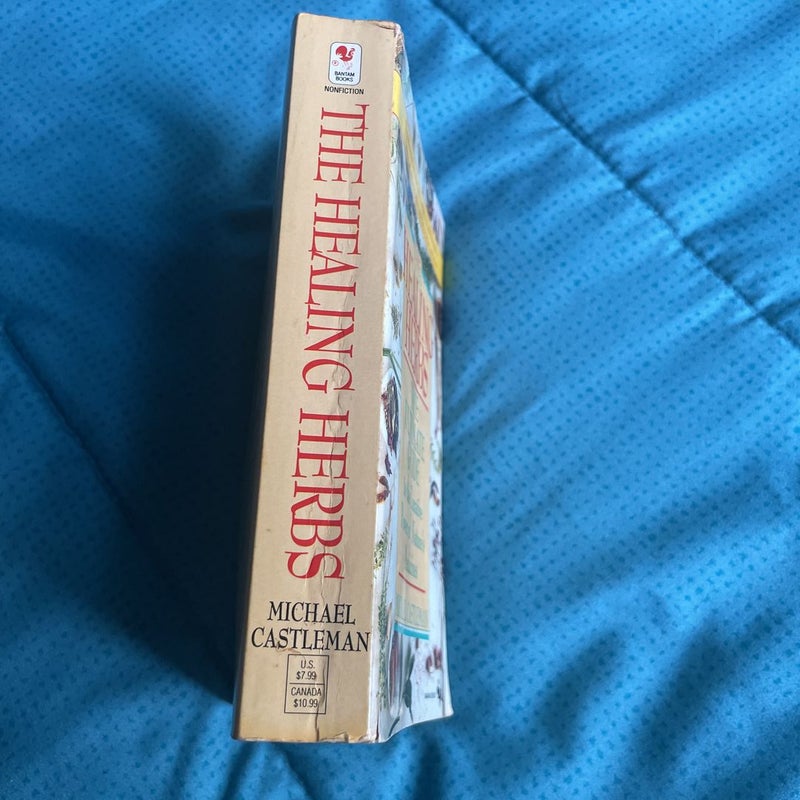 BANTAM
BOOKS
NONFICTION
THE HEALING HERBS
MICHAEL
CASTLEMAN
U.S.
$7.99
CANADA
$10.99